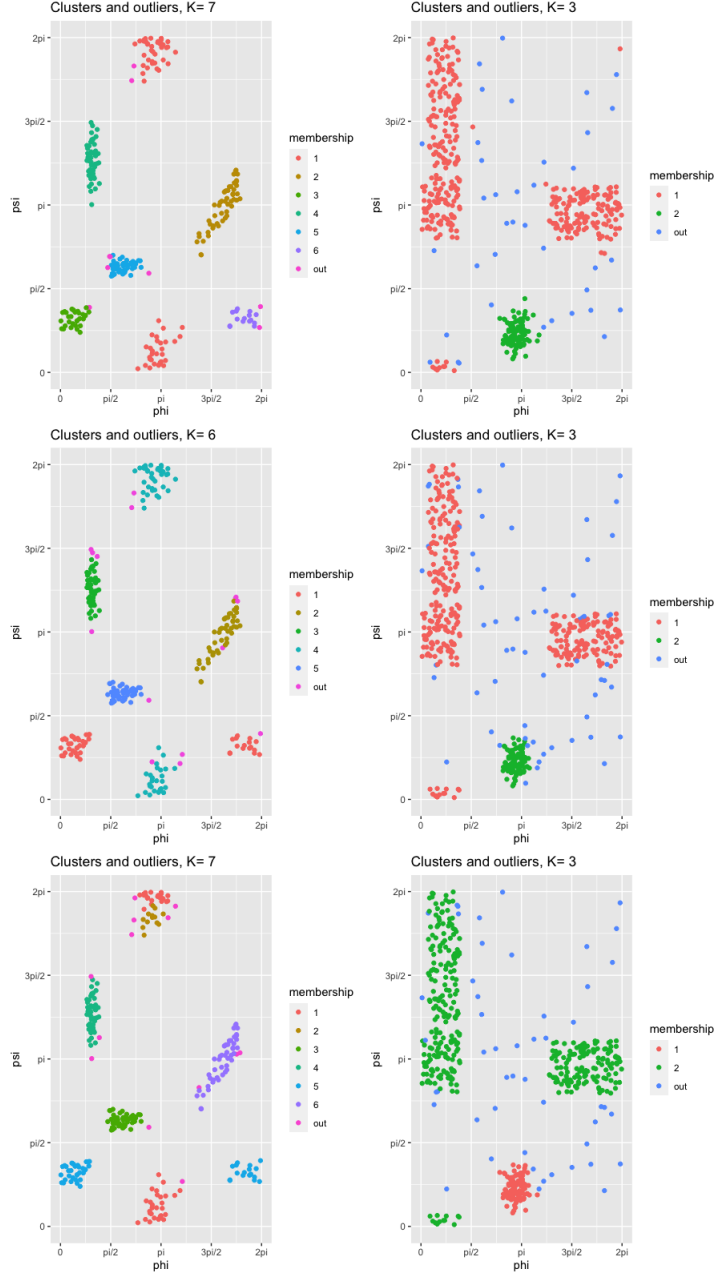 Clusters and outliers, K= 7
2pi
3pi/2
pi
pi/2
0
psi
0
pi/2
pi
3pi/2
2pi
phi
membership
1
2
3
4
5
6
out
Clusters and outliers, K= 3
2pi
3pi/2
pi
pi/2
0
psi
0
pi/2
pi
3pi/2
2pi
phi
membership
1
2
out
Clusters and outliers, K= 6
2pi
3pi/2
pi
pi/2
0
psi
0
pi/2
pi
3pi/2
2pi
phi
membership
1
2
3
4
5
out
Clusters and outliers, K= 3
2pi
3pi/2
pi
pi/2
0
psi
0
pi/2
pi
3pi/2
2pi
phi
membership
1
2
out
Clusters and outliers, K= 7
2pi
3pi/2
pi
pi/2
0
psi
0
pi/2
pi
3pi/2
2pi
phi
membership
1
2
3
4
5
6
out
Clusters and outliers, K= 3
2pi
3pi/2
pi
pi/2
0
psi
0
pi/2
pi
3pi/2
2pi
phi
membership
1
2
out